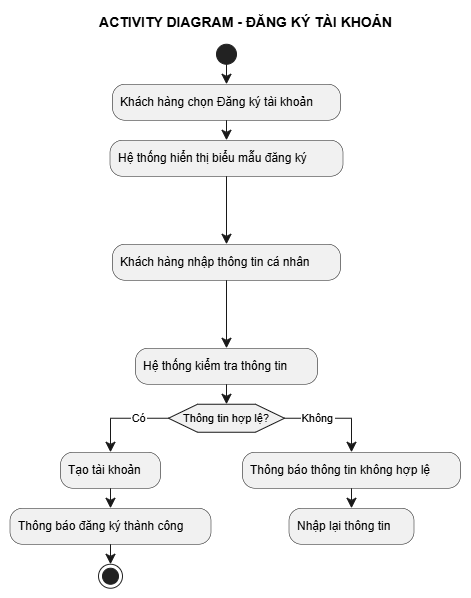 ACTIVITY DIAGRAM - ĐĂNG KÝ TÀI KHOẢN
Khách hàng chọn Đăng ký tài khoản
Hệ thống hiển thị biểu mẫu đăng ký
Khách hàng nhập thông tin cá nhân
Hệ thống kiểm tra thông tin
Có
Thông tin hợp lệ?
Không
Tạo tài khoản
Thông báo thông tin không hợp lệ
Thông báo đăng ký thành công
Nhập lại thông tin